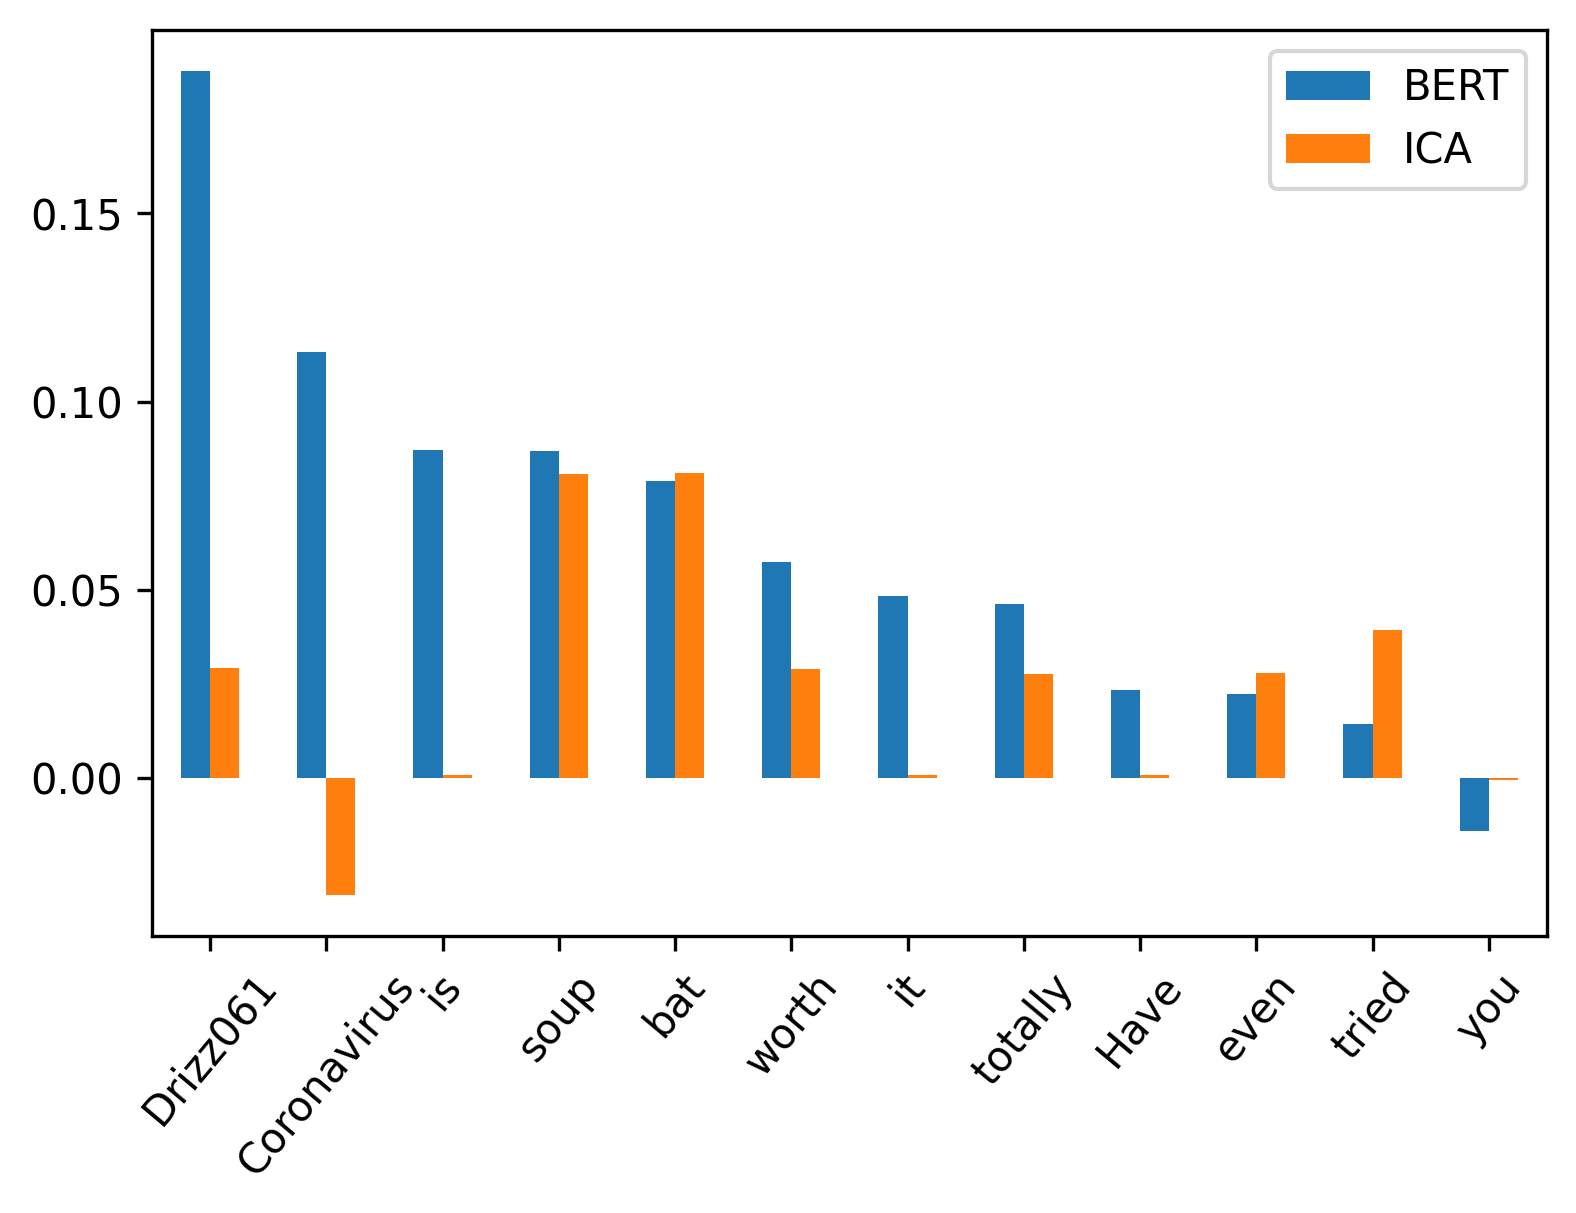 BERT
ICA
0.15
0.10
0.05
0.00
Drizz061
Coronavirus
is
soup
bat
worth
it
totally
Have
even
tried
you